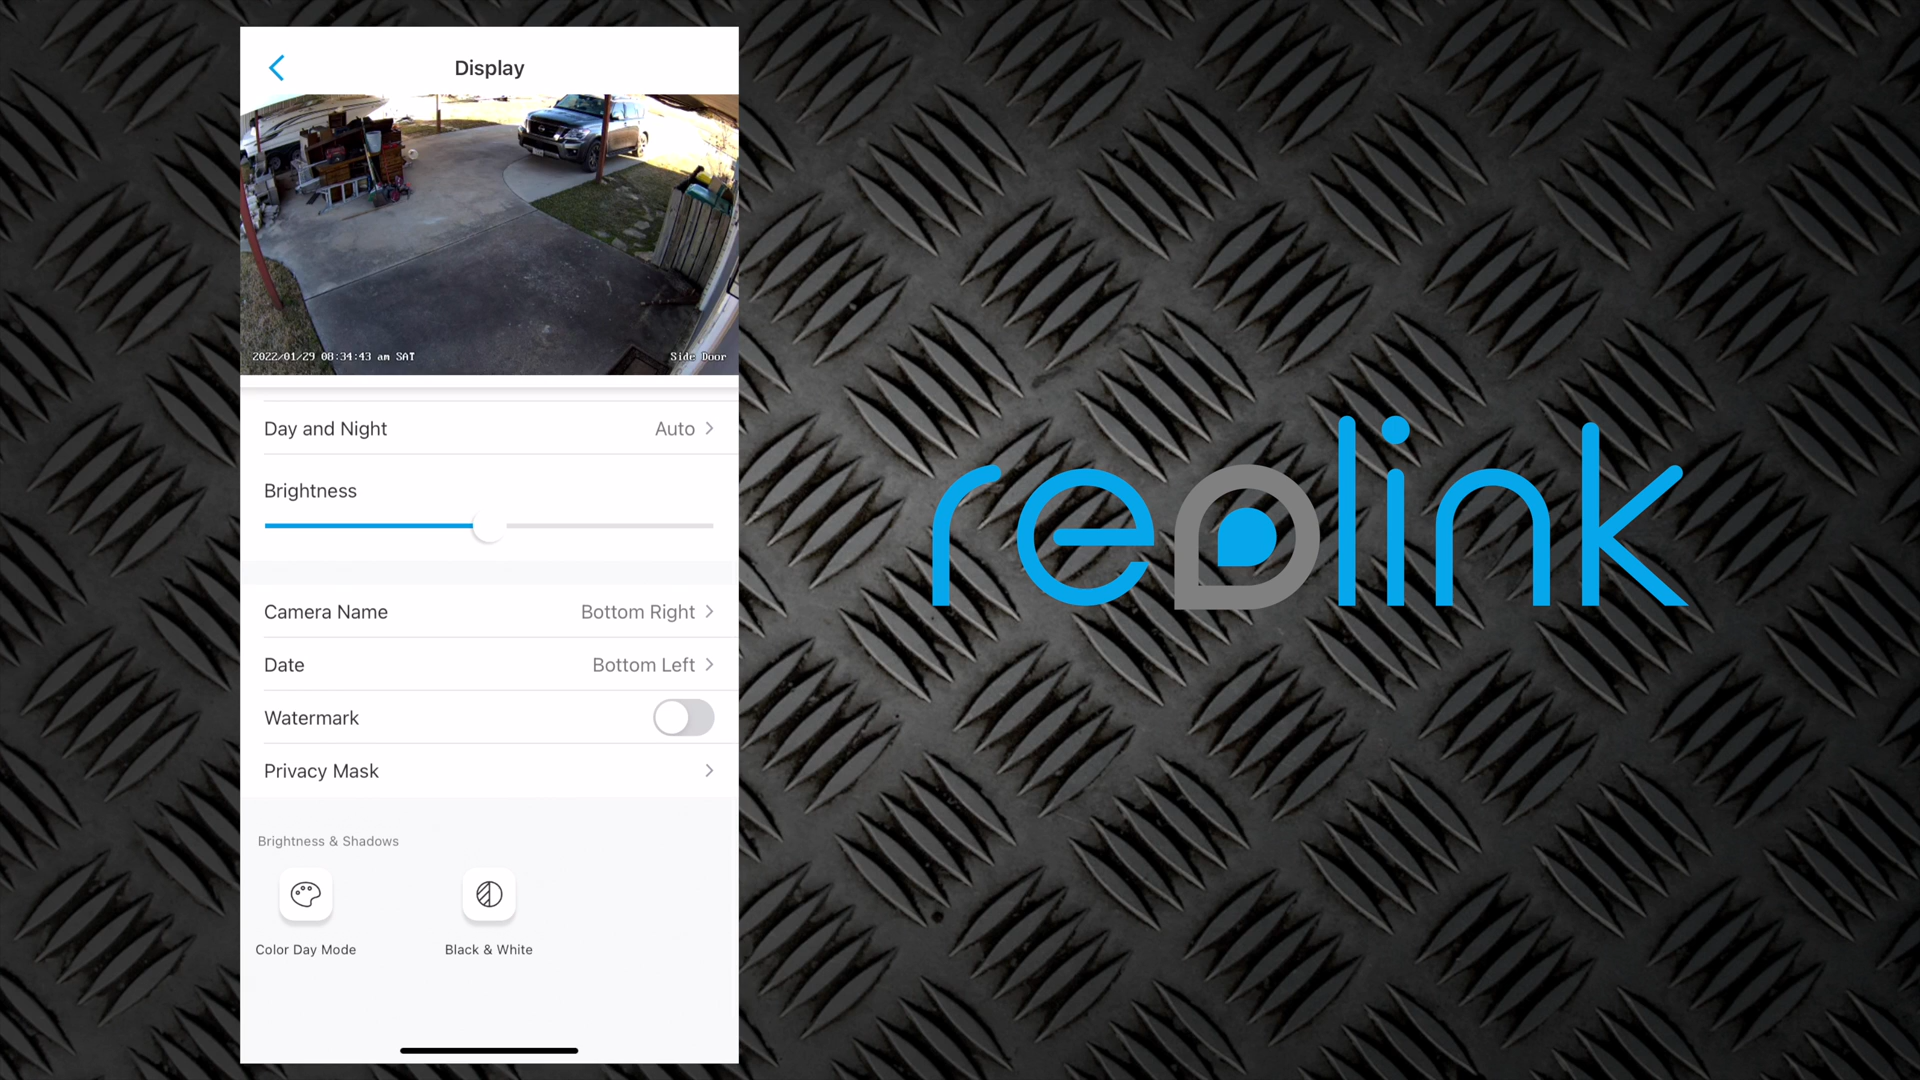 Display
2022/01/29 08:34:43 am SAT
Side Door
Day and Night Auto
Brightness
Camera Name Bottom Right
Date Bottom Left
Watermark
Privacy Mask
Brightness & Shadows
Color Day Mode
Black & White
reolink